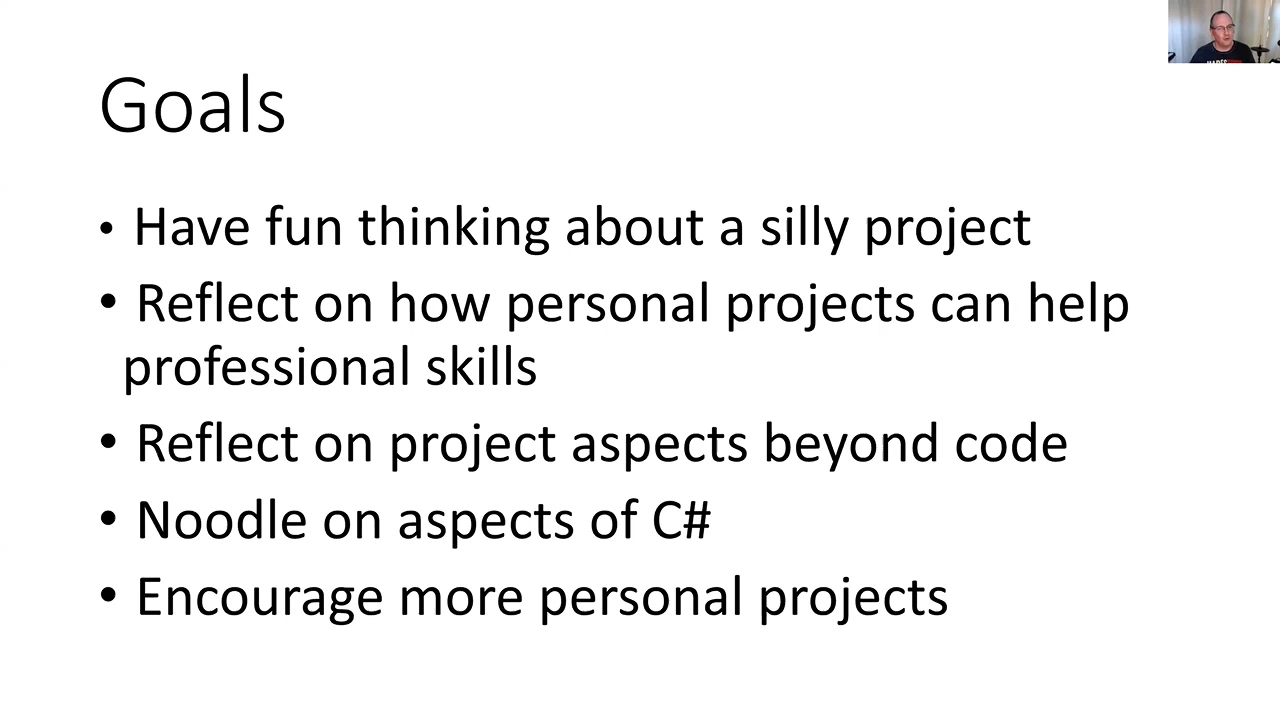 Goals
• Have fun thinking about a silly project
• Reflect on how personal projects can help
professional skills
• Reflect on project aspects beyond code
• Noodle on aspects of C#
• Encourage more personal projects